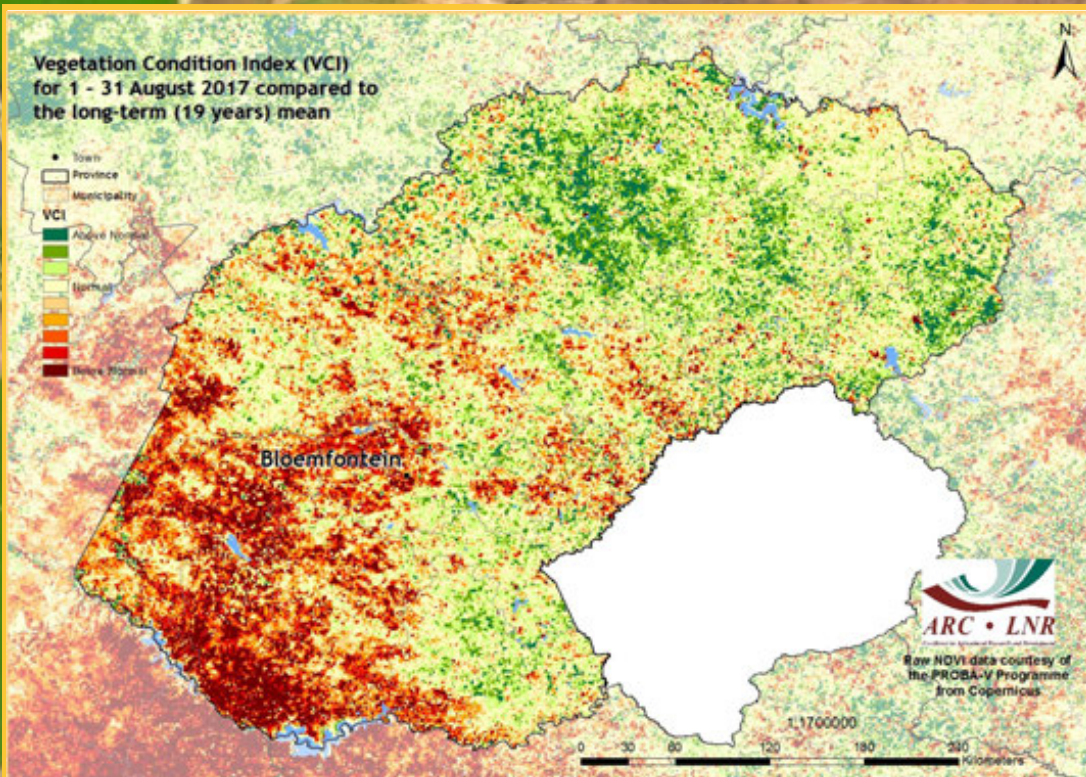 Vegetation Condition Index (VCI)
for 1 - 31 August 2017 compared to
the long-term (19 years) mean
N
Town
Province
Municipality
VCI
Above Normal
Normal
Below Normal
Bloemfontein
ARC • LNR
Raw NDVI data courtesy of
the PROBA-V Programme
from Copernicus
1:1700000
0 30 60 120 180 240
Kilometers